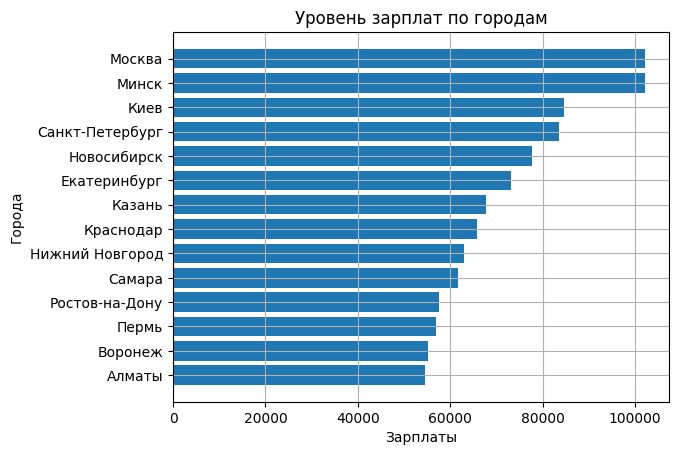 Уровень зарплат по городам
Города
Москва
Минск
Киев
Санкт-Петербург
Новосибирск
Екатеринбург
Казань
Краснодар
Нижний Новгород
Самара
Ростов-на-Дону
Пермь
Воронеж
Алматы
0 20000 40000 60000 80000 100000
Зарплаты